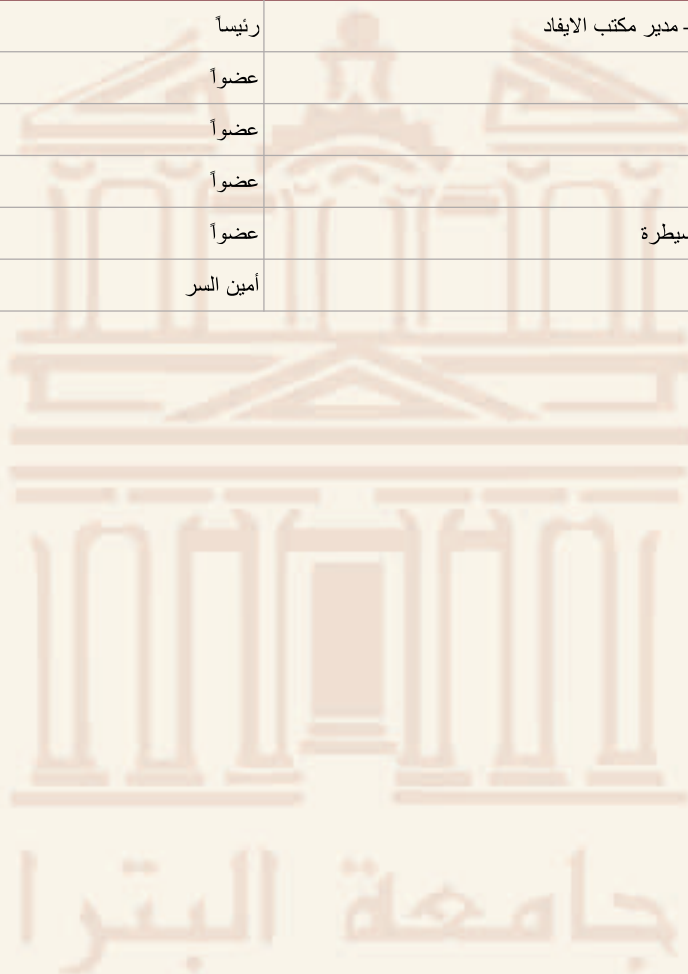 - مدير مكتب الايفاد رئيساً
عضواً
عضواً
عضواً
سيطرة عضواً
أمين السر
جامعة البترا